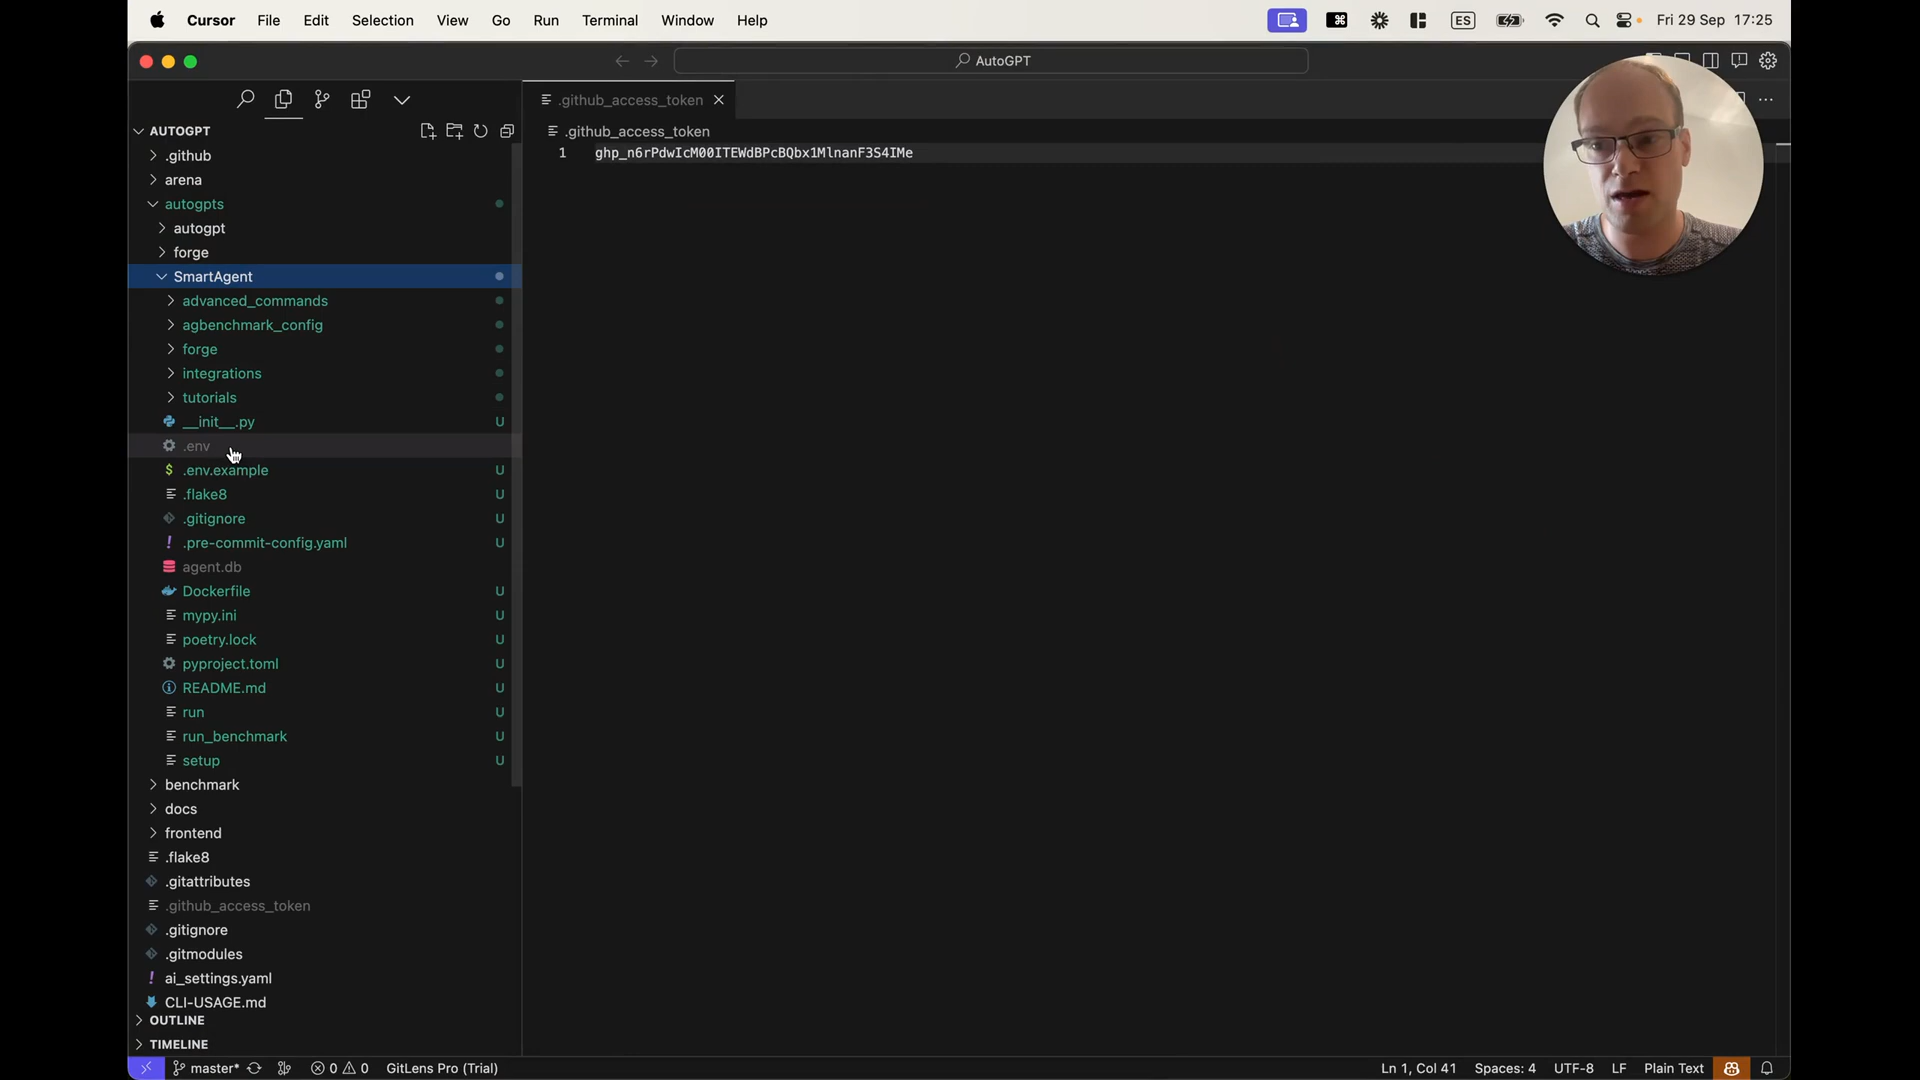 Cursor File Edit Selection View Go Run Terminal Window Help ES Fri 29 Sep 17:25
AutoGPT
.github_access_token
AUTOGPT
.github_access_token
.github
1 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
arena
autogpts
autogpt
forge
SmartAgent
advanced_commands
agbenchmark_config
forge
integrations
tutorials
__init__.py U
.env
.env.example U
.flake8 U
.gitignore U
.pre-commit-config.yaml U
agent.db
Dockerfile U
mypy.ini U
poetry.lock U
pyproject.toml U
README.md U
run U
run_benchmark U
setup U
benchmark
docs
frontend
.flake8
.gitattributes
.github_access_token
.gitignore
.gitmodules
ai_settings.yaml
CLI-USAGE.md
OUTLINE
TIMELINE
master* 0 0 GitLens Pro (Trial) Ln 1, Col 41 Spaces: 4 UTF-8 LF Plain Text